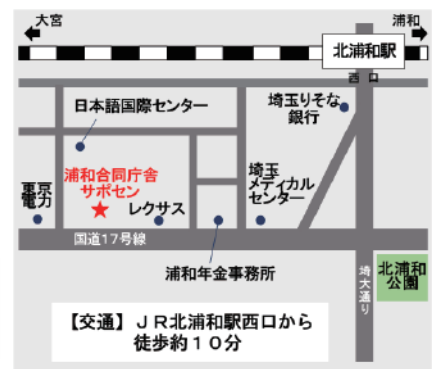 大宮
浦和
北浦和駅
西口
日本語国際センター
埼玉りそな
銀行
浦和合同庁舎
サポセン
埼玉
メディカル
センター
東京
電力
レクサス
国道17号線
浦和年金事務所
埼大通り
北浦和
公園
【交通】ＪＲ北浦和駅西口から
徒歩約１０分